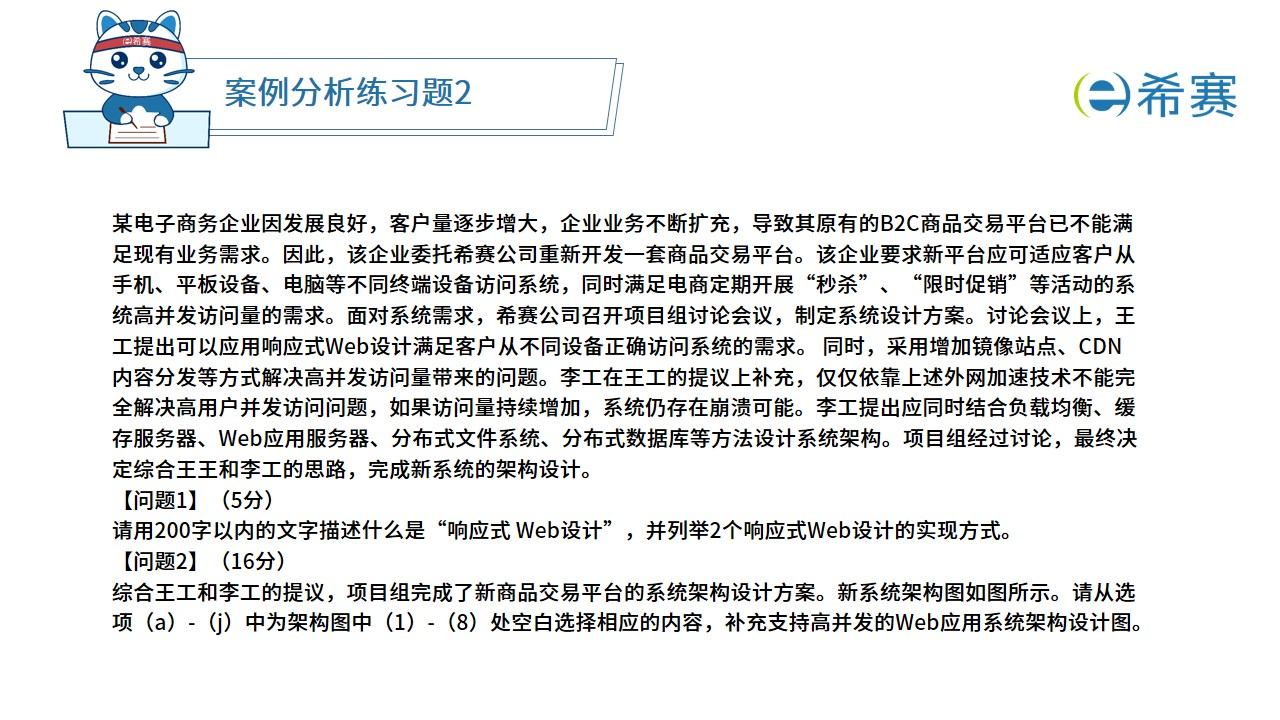 希赛
案例分析练习题2
希赛
某电子商务企业因发展良好，客户量逐步增大，企业业务不断扩充，导致其原有的B2C商品交易平台已不能满
足现有业务需求。因此，该企业委托希赛公司重新开发一套商品交易平台。该企业要求新平台应可适应客户从
手机、平板设备、电脑等不同终端设备访问系统，同时满足电商定期开展“秒杀”、“限时促销”等活动的系
统高并发访问量的需求。面对系统需求，希赛公司召开项目组讨论会议，制定系统设计方案。讨论会议上，王
工提出可以应用响应式Web设计满足客户从不同设备正确访问系统的需求。 同时，采用增加镜像站点、CDN
内容分发等方式解决高并发访问量带来的问题。李工在王工的提议上补充，仅仅依靠上述外网加速技术不能完
全解决高用户并发访问问题，如果访问量持续增加，系统仍存在崩溃可能。李工提出应同时结合负载均衡、缓
存服务器、Web应用服务器、分布式文件系统、分布式数据库等方法设计系统架构。项目组经过讨论，最终决
定综合王王和李工的思路，完成新系统的架构设计。
【问题1】（5分）
请用200字以内的文字描述什么是“响应式 Web设计”，并列举2个响应式Web设计的实现方式。
【问题2】（16分）
综合王工和李工的提议，项目组完成了新商品交易平台的系统架构设计方案。新系统架构图如图所示。请从选
项（a）-（j）中为架构图中（1）-（8）处空白选择相应的内容，补充支持高并发的Web应用系统架构设计图。